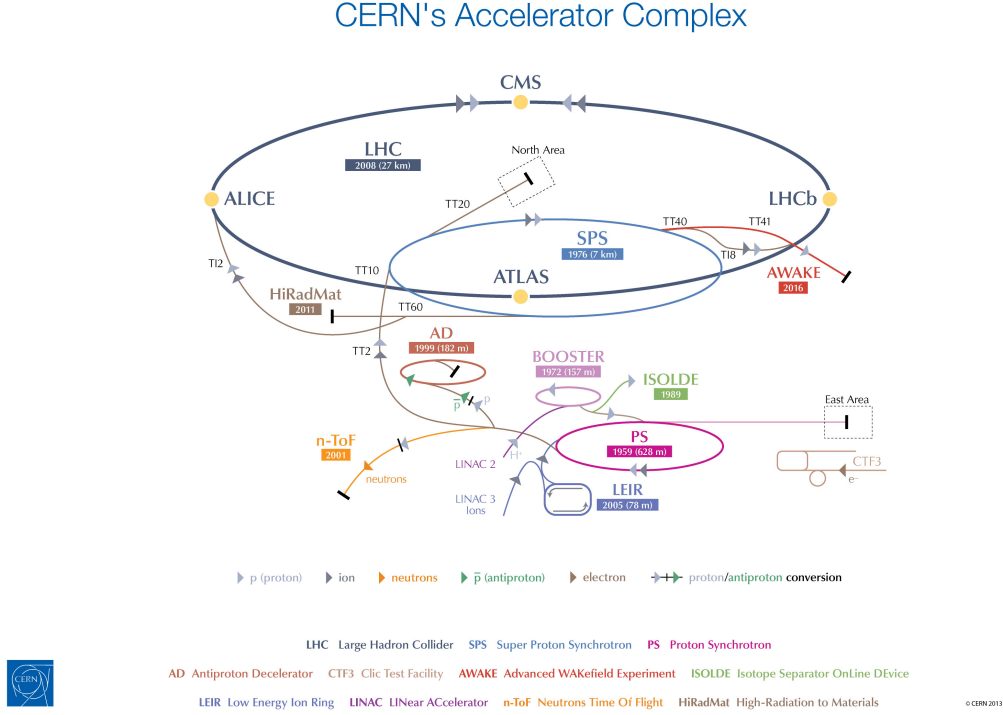 CERN's Accelerator Complex
CMS
LHC
2008 (27 km)
North Area
ALICE
LHCb
TT20
TT40
TT41
SPS
1976 (7 km)
TI8
TI2
TT10
ATLAS
AWAKE
2016
HiRadMat
2011
TT60
AD
1999 (182 m)
TT2
BOOSTER
1972 (157 m)
ISOLDE
1989
p
p̅
East Area
n-ToF
2001
PS
1959 (628 m)
H⁺
LINAC 2
neutrons
CTF3
e⁻
LEIR
2005 (78 m)
LINAC 3
Ions
p (proton) ion neutrons p̅ (antiproton) electron proton/antiproton conversion
LHC Large Hadron Collider SPS Super Proton Synchrotron PS Proton Synchrotron
AD Antiproton Decelerator CTF3 Clic Test Facility AWAKE Advanced WAKefield Experiment ISOLDE Isotope Separator OnLine DEvice
LEIR Low Energy Ion Ring LINAC LINear ACcelerator n-ToF Neutrons Time Of Flight HiRadMat High-Radiation to Materials
CERN
© CERN 2013